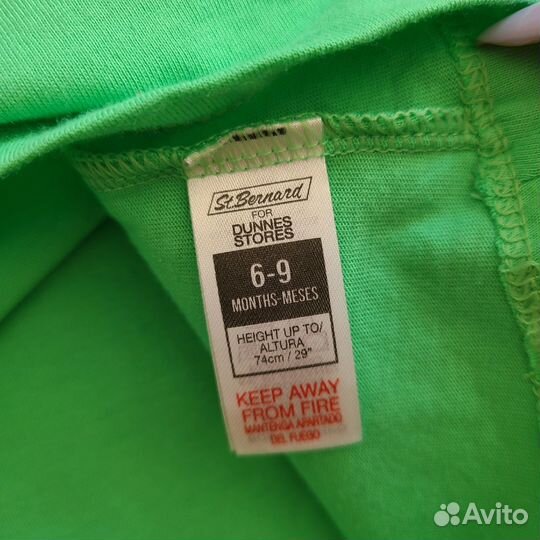 St.Bernard
FOR
DUNNES
STORES
6-9
MONTHS-MESES
HEIGHT UP TO/
ALTURA
74cm / 29"
KEEP AWAY
FROM FIRE
MANTENGA APARTADO
DEL FUEGO
Avito